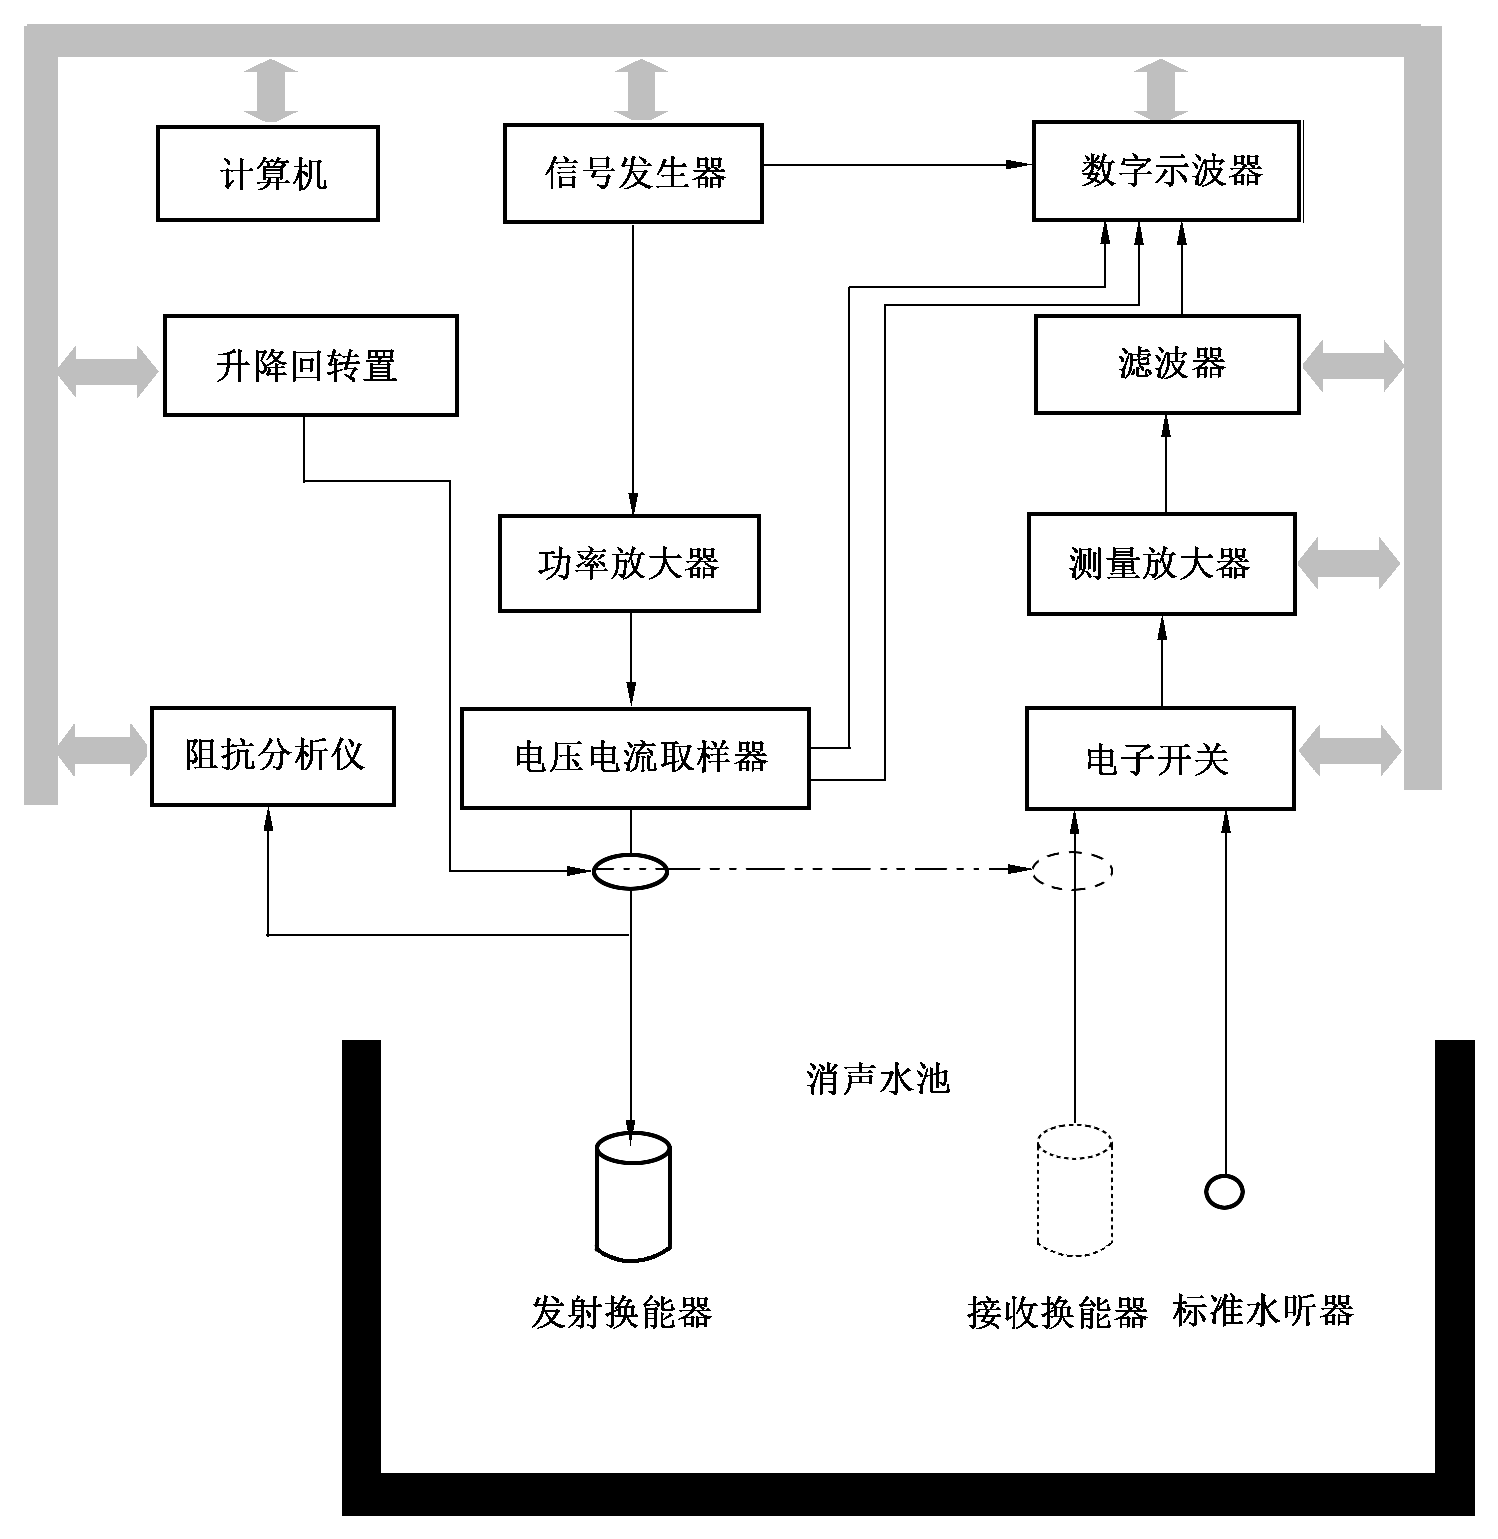 计算机
信号发生器
数字示波器
升降回转置
滤波器
功率放大器
测量放大器
阻抗分析仪
电压电流取样器
电子开关
消声水池
发射换能器
接收换能器
标准水听器